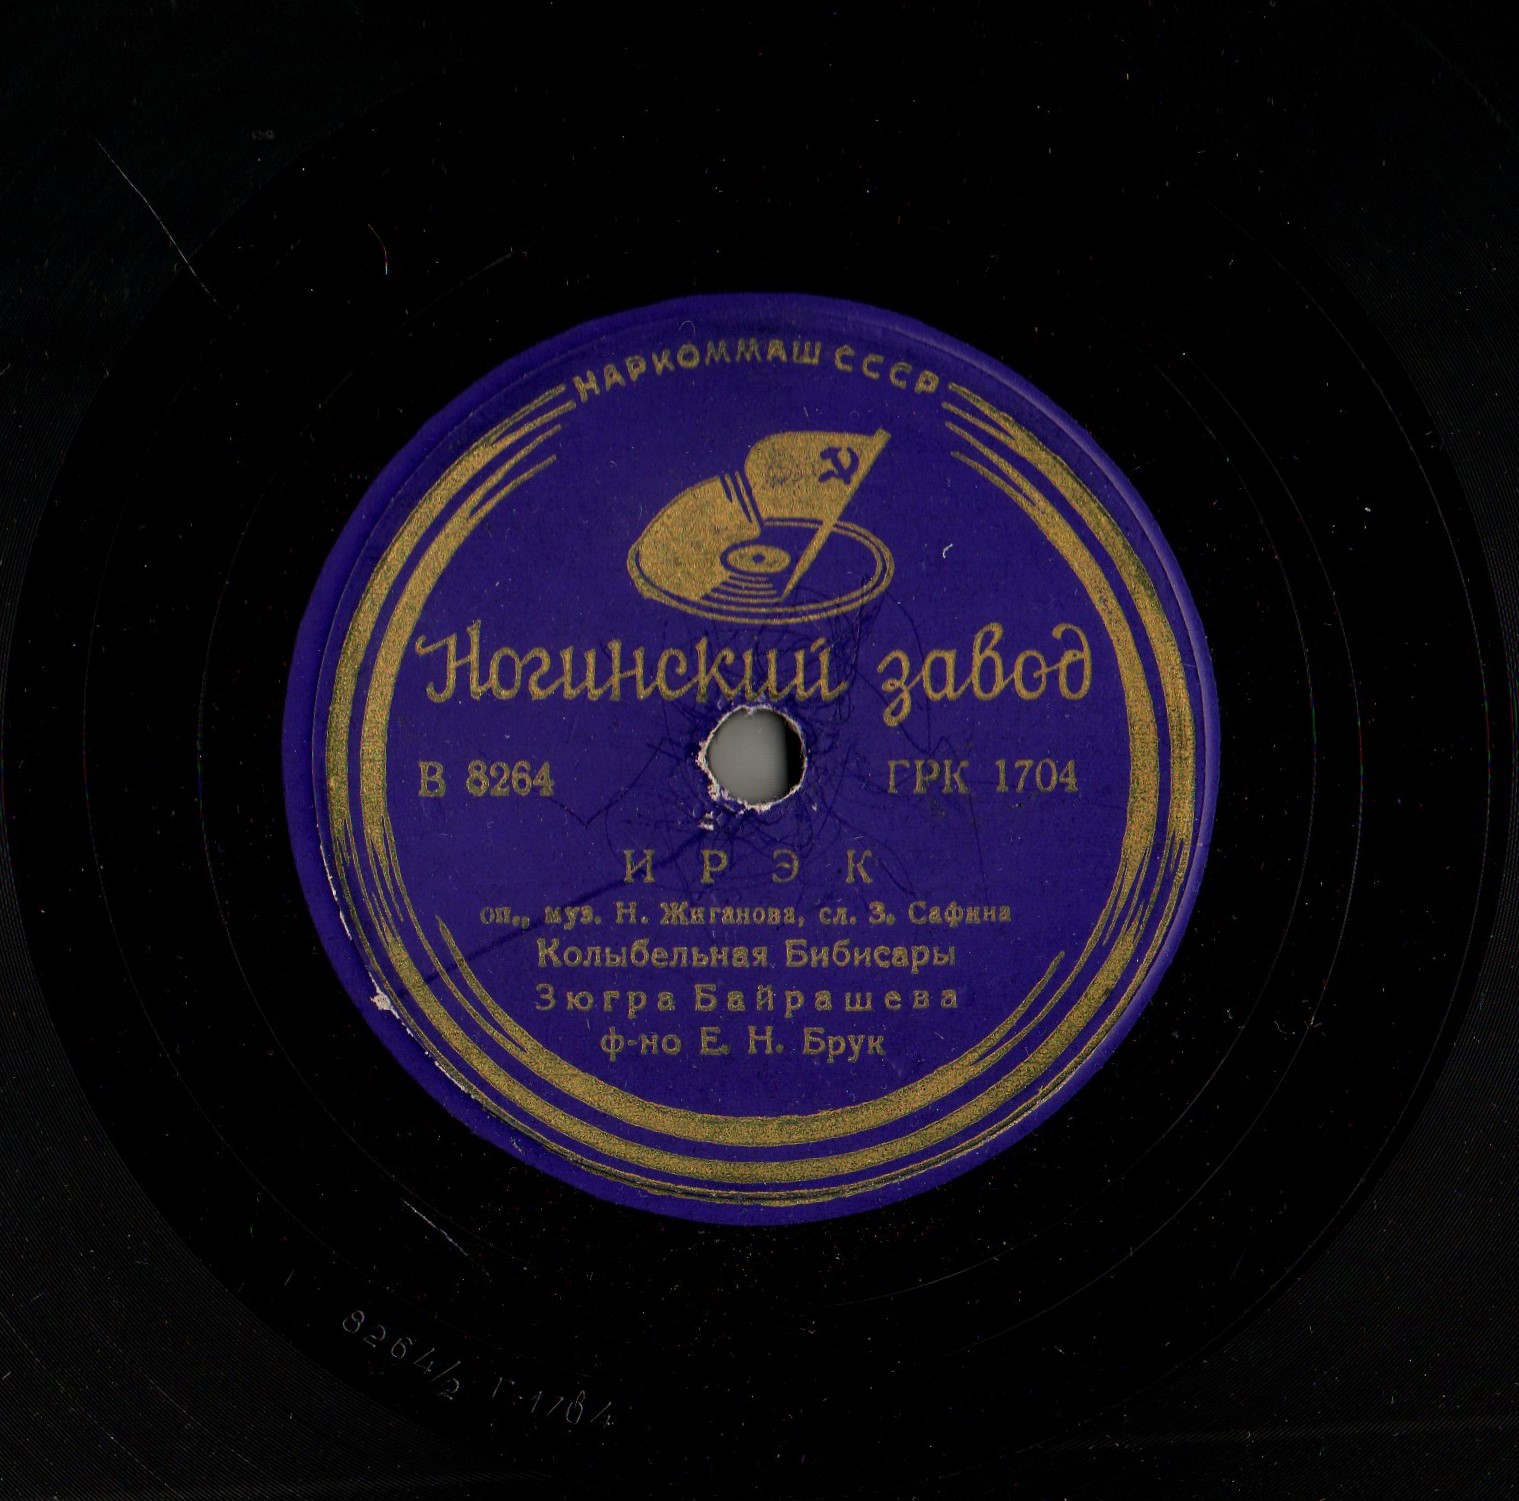 НАРКОММАШ СССР
Ногинский завод
В 8264 ГРК 1704
ИРЭК
оп., муз. Н. Жиганова, сл. З. Сафина
Колыбельная Бибисары
Зюгра Байрашева
ф-но Е. Н. Брук
8264/2 Г-1704